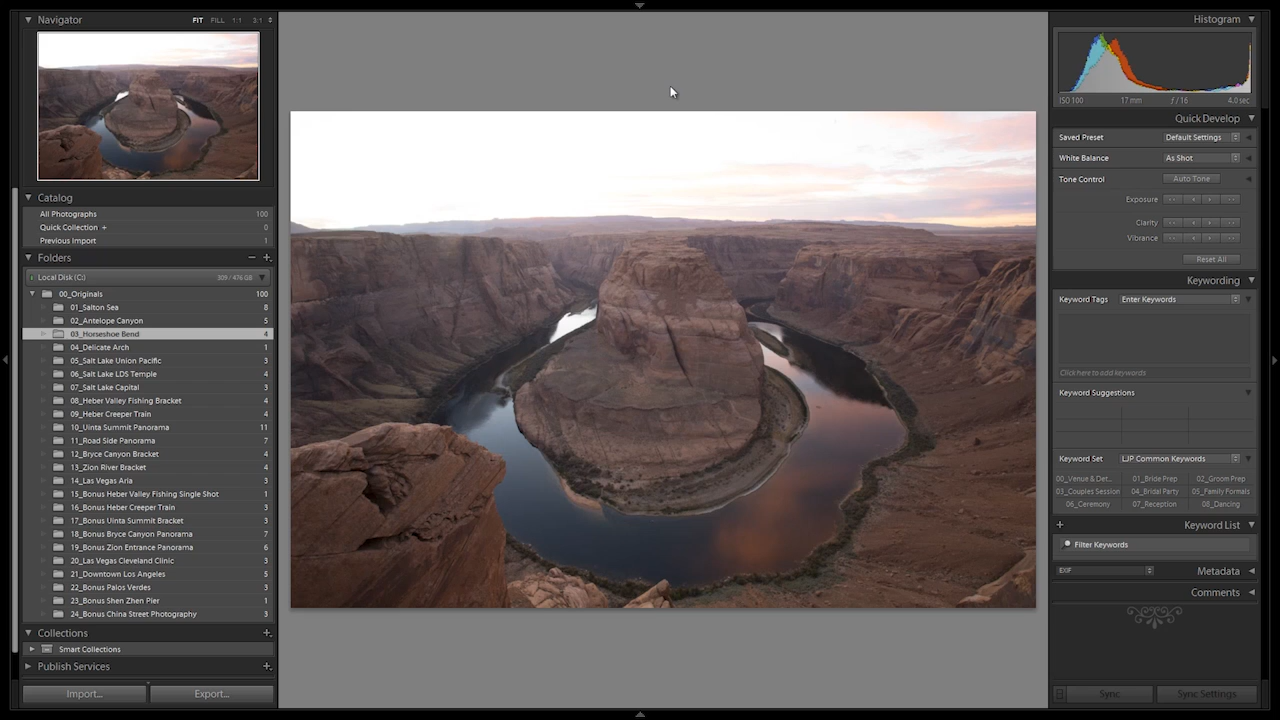 Navigator FIT FILL 1:1 3:1
Catalog
All Photographs 100
Quick Collection + 0
Previous Import 1
Folders
Local Disk (C:) 309 / 476 GB
00_Originals 100
01_Salton Sea 8
02_Antelope Canyon 5
03_Horseshoe Bend 4
04_Delicate Arch 1
05_Salt Lake Union Pacific 3
06_Salt Lake LDS Temple 4
07_Salt Lake Capital 3
08_Heber Valley Fishing Bracket 4
09_Heber Creeper Train 4
10_Uinta Summit Panorama 11
11_Road Side Panorama 7
12_Bryce Canyon Bracket 4
13_Zion River Bracket 4
14_Las Vegas Aria 3
15_Bonus Heber Valley Fishing Single Shot 1
16_Bonus Heber Creeper Train 1
17_Bonus Uinta Summit Bracket 3
18_Bonus Bryce Canyon Panorama 7
19_Bonus Zion Entrance Panorama 6
20_Las Vegas Cleveland Clinic 3
21_Downtown Los Angeles 5
22_Bonus Palos Verdes 3
23_Bonus Shen Zhen Pier 1
24_Bonus China Street Photography 3
Collections
Smart Collections
Publish Services
Import... Export...
Histogram
ISO 100 17 mm ƒ / 16 4.0 sec
Quick Develop
Saved Preset Default Settings
White Balance As Shot
Tone Control Auto Tone
Exposure
Clarity
Vibrance
Reset All
Keywording
Keyword Tags Enter Keywords
Click here to add keywords
Keyword Suggestions
Keyword Set LJP Common Keywords
00_Venue & Det... 01_Bride Prep 02_Groom Prep
03_Couples Session 04_Bridal Party 05_Family Formals
06_Ceremony 07_Reception 08_Dancing
+ Keyword List
Filter Keywords
EXIF Metadata
Comments
Sync Sync Settings